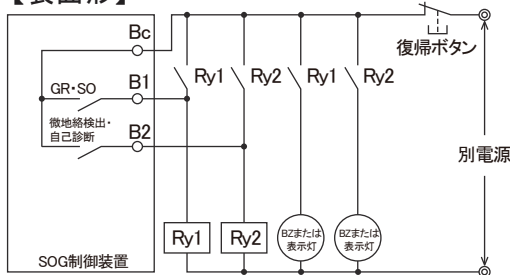 【表面形】
Bc
復帰ボタン
GR・SO
B1
Ry1
Ry2
Ry1
Ry2
微地絡検出・
自己診断
B2
別電源
Ry1
Ry2
BZまたは
表示灯
BZまたは
表示灯
SOG制御装置